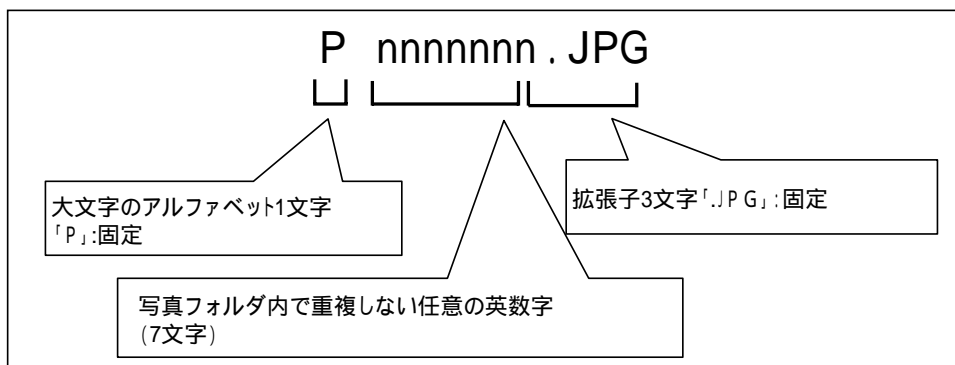 P nnnnnnn.JPG
大文字のアルファベット1文字
「P」:固定
拡張子3文字「.JPG」:固定
写真フォルダ内で重複しない任意の英数字
(7文字)